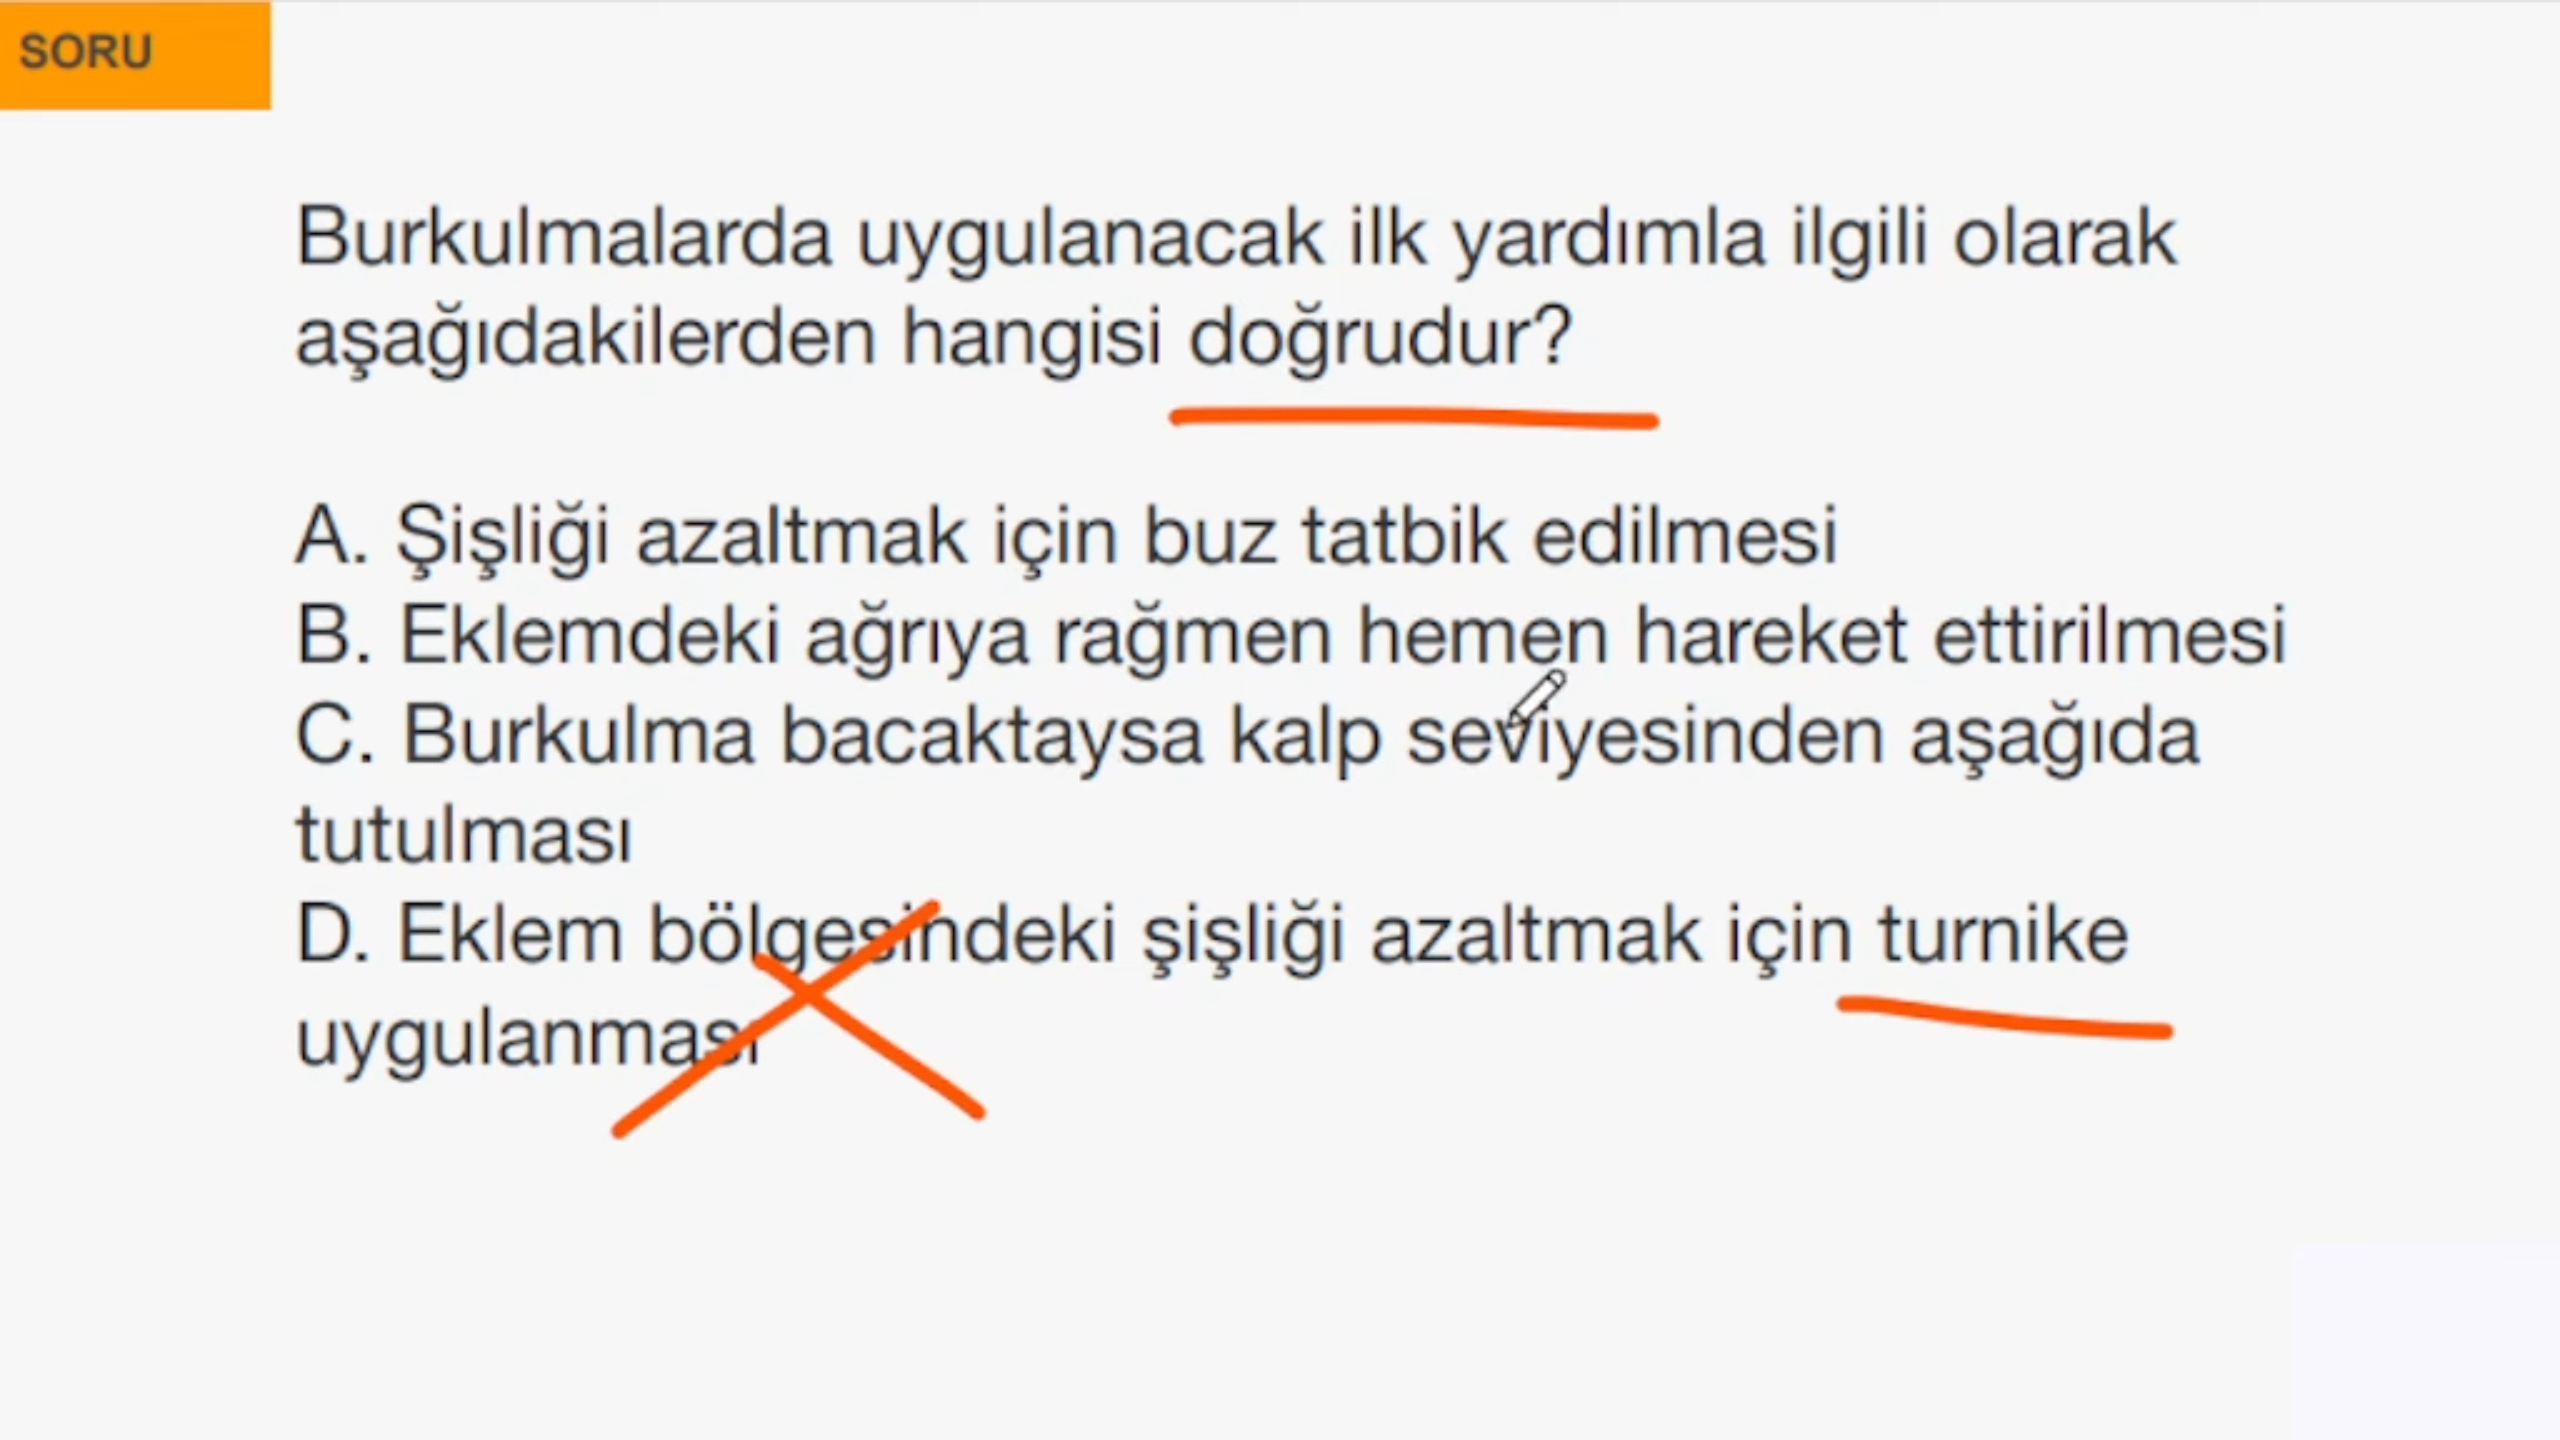 SORU
Burkulmalarda uygulanacak ilk yardımla ilgili olarak
aşağıdakilerden hangisi doğrudur?
A. Şişliği azaltmak için buz tatbik edilmesi
B. Eklemdeki ağrıya rağmen hemen hareket ettirilmesi
C. Burkulma bacaktaysa kalp seviyesinden aşağıda
tutulması
D. Eklem bölgesindeki şişliği azaltmak için turnike
uygulanması